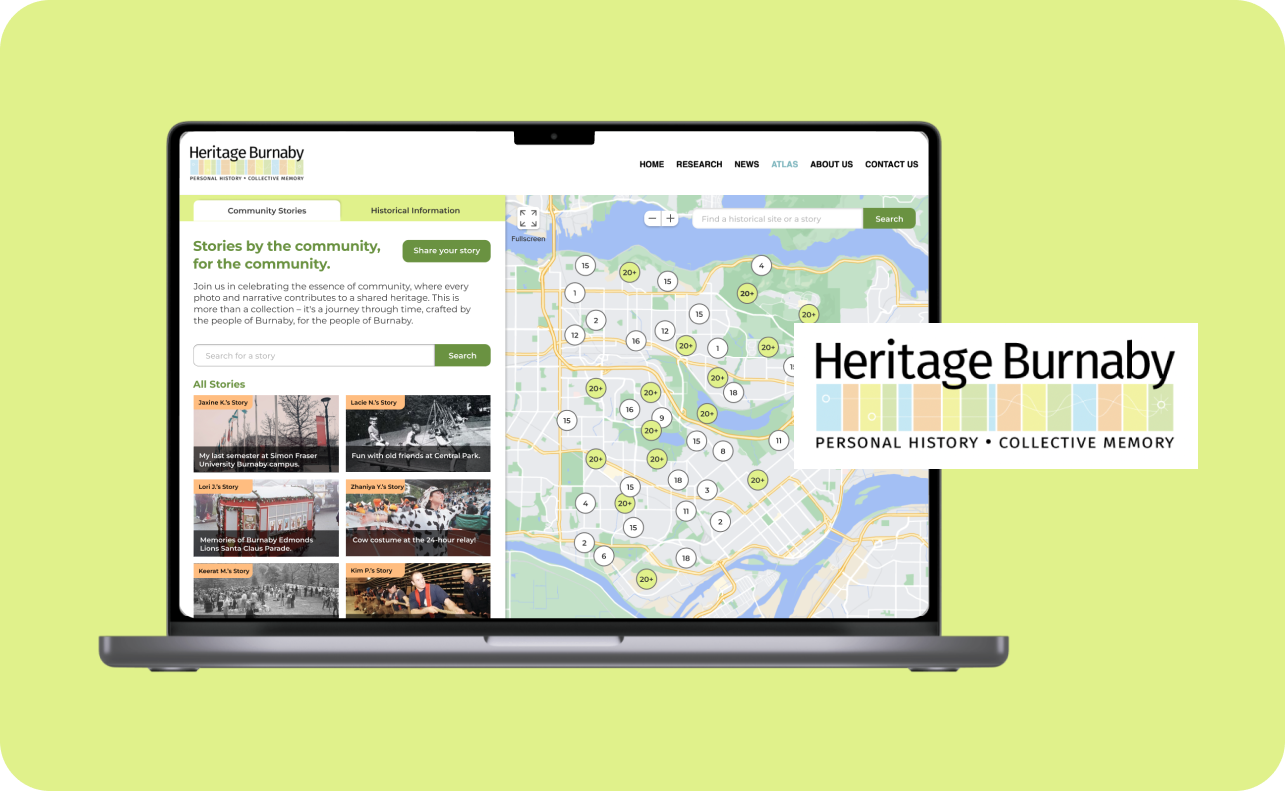 Heritage Burnaby
PERSONAL HISTORY • COLLECTIVE MEMORY
HOME RESEARCH NEWS ATLAS ABOUT US CONTACT US
Community Stories
Historical Information
Stories by the community,
for the community.
Share your story
Join us in celebrating the essence of community, where every
photo and narrative contributes to a shared heritage. This is
more than a collection – it's a journey through time, crafted by
the people of Burnaby, for the people of Burnaby.
Search for a story
Search
All Stories
Jaxine K.'s Story
My last semester at Simon Fraser
University Burnaby campus.
Lacie N.'s Story
Fun with old friends at Central Park.
Lori J.'s Story
Memories of Burnaby Edmonds
Lions Santa Claus Parade.
Zhaniya Y.'s Story
Cow costume at the 24-hour relay!
Keerat M.'s Story
Kim P.'s Story
Fullscreen
− +
Find a historical site or a story
Search
15
20+
15
4
1
20+
2
15
20+
12
12
16
20+
1
20+
20+
20+
20+
18
16
9
20+
15
20+
15
11
8
20+
20+
18
20+
15
3
4
20+
11
2
15
2
6
18
20+
Heritage Burnaby
PERSONAL HISTORY • COLLECTIVE MEMORY